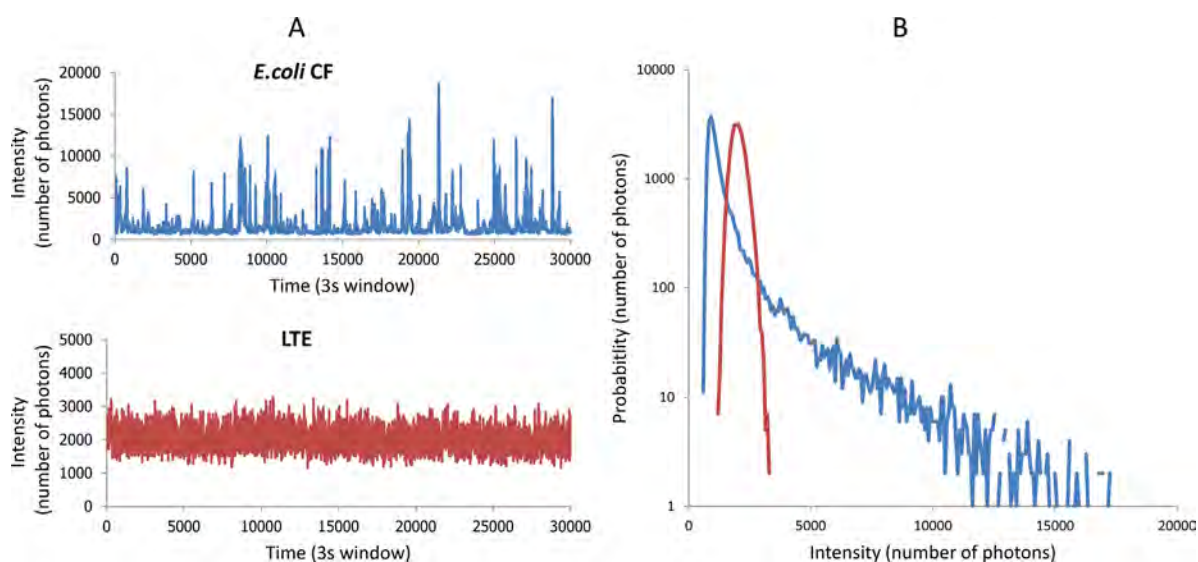 A
E.coli CF
Intensity
(number of photons)
20000
15000
10000
5000
0
0 5000 10000 15000 20000 25000 30000
Time (3s window)
LTE
Intensity
(number of photons)
5000
4000
3000
2000
1000
0
0 5000 10000 15000 20000 25000 30000
Time (3s window)
B
Probabitlity (number of photons)
10000
1000
100
10
1
0 5000 10000 15000 20000
Intensity (number of photons)